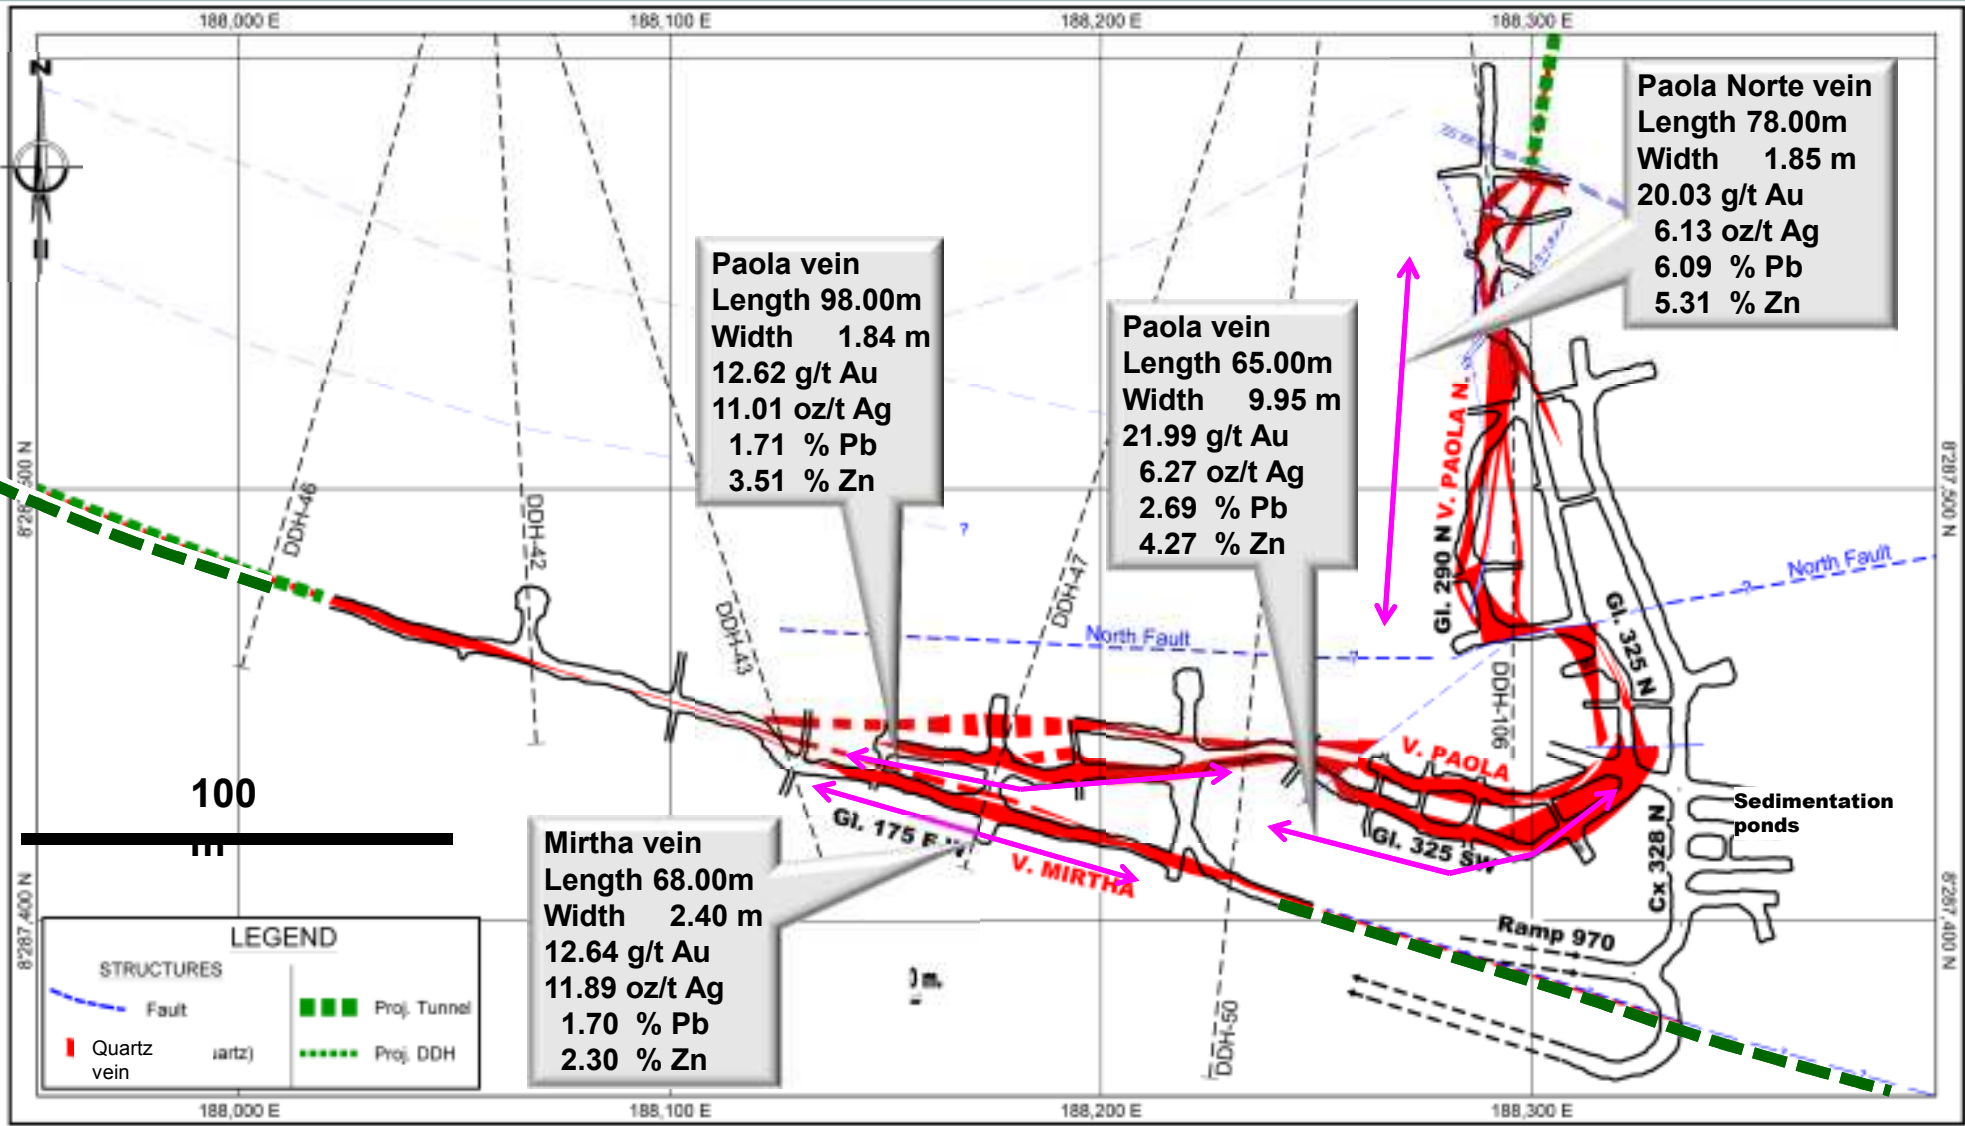 188,000 E
188,100 E
188,200 E
188,300 E
N
Paola Norte vein
Length 78.00m
Width 1.85 m
20.03 g/t Au
6.13 oz/t Ag
6.09 % Pb
5.31 % Zn
Paola vein
Length 98.00m
Width 1.84 m
12.62 g/t Au
11.01 oz/t Ag
1.71 % Pb
3.51 % Zn
Paola vein
Length 65.00m
Width 9.95 m
21.99 g/t Au
6.27 oz/t Ag
2.69 % Pb
4.27 % Zn
8'287,500 N
DDH-46
DDH-42
DDH-43
DDH-47
?
V. PAOLA N.
Gl. 290 N
North Fault
?
North Fault
?
Gl. 325 N
DDH-106
V. PAOLA
Gl. 325 SW
Cx 328 N
Sedimentation
ponds
100
m
Gl. 175
V. MIRTHA
Mirtha vein
Length 68.00m
Width 2.40 m
12.64 g/t Au
11.89 oz/t Ag
1.70 % Pb
2.30 % Zn
Ramp 970
8'287,400 N
8'287,400 N
0 m.
DDH-50
LEGEND
STRUCTURES
Fault
Proj. Tunnel
Quartz
vein
Proj. DDH
188,000 E
188,100 E
188,200 E
188,300 E